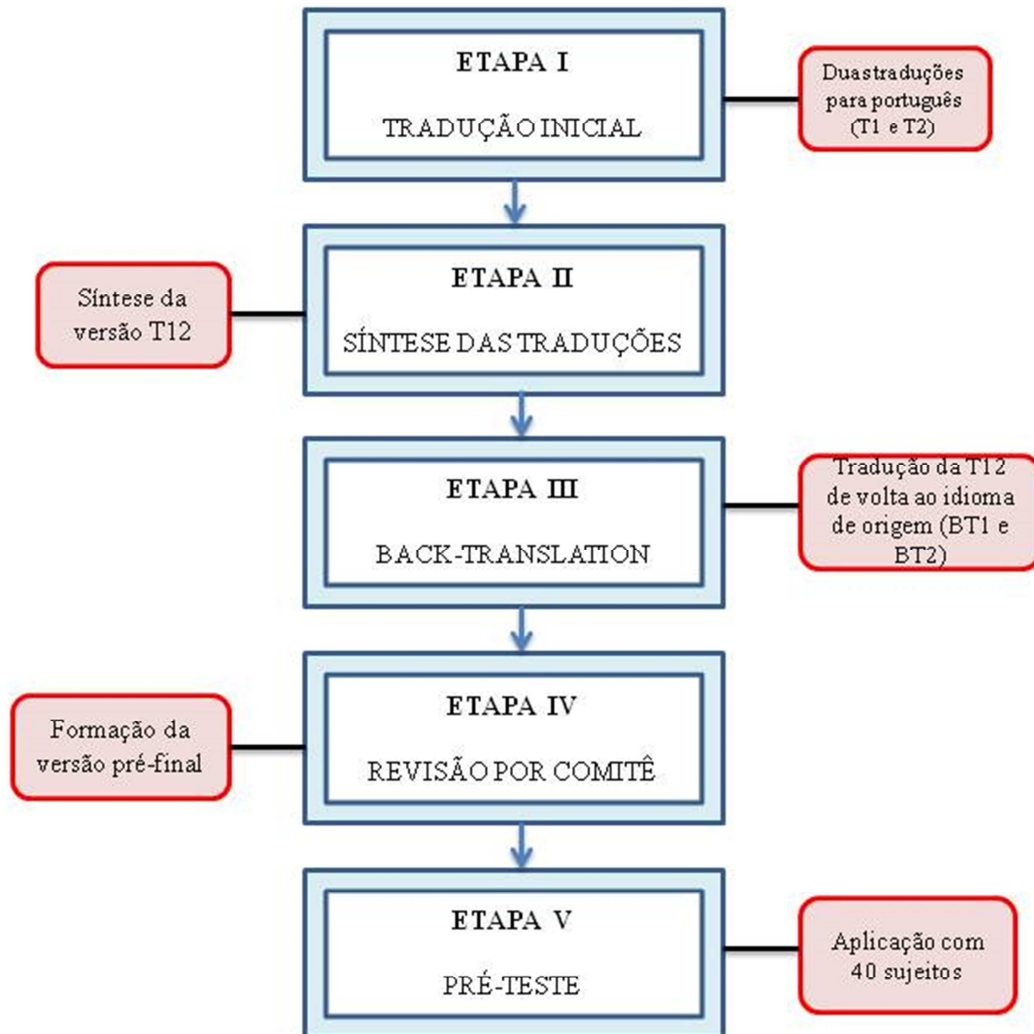 ETAPA I
TRADUÇÃO INICIAL
Duas traduções
para português
(T1 e T2)
ETAPA II
SÍNTESE DAS TRADUÇÕES
Síntese da
versão T12
ETAPA III
BACK-TRANSLATION
Tradução da T12
de volta ao idioma
de origem (BT1 e
BT2)
ETAPA IV
REVISÃO POR COMITÊ
Formação da
versão pré-final
ETAPA V
PRÉ-TESTE
Aplicação com
40 sujeitos